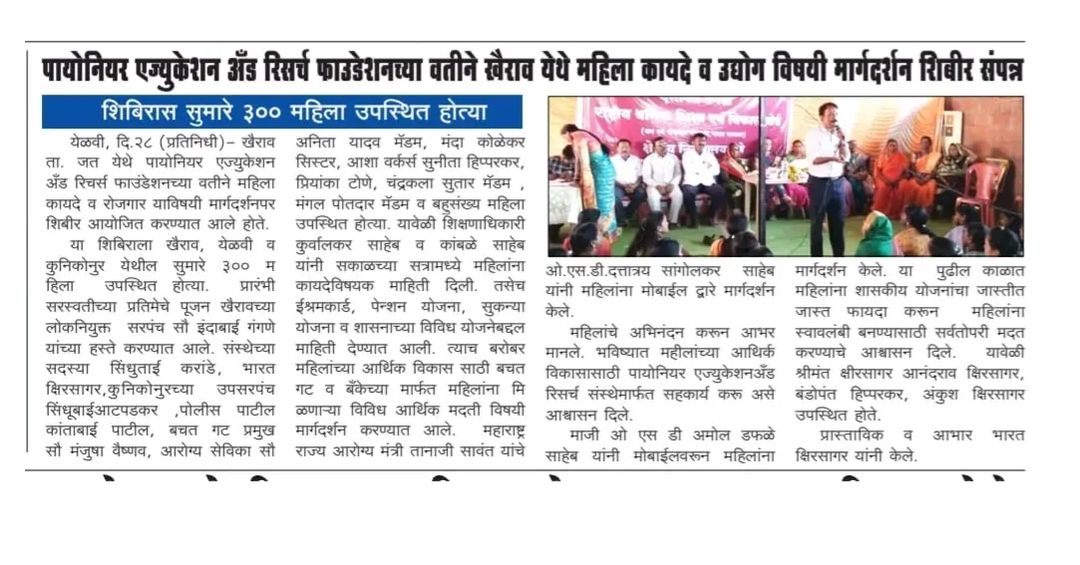 पायोनियर एज्युकेशन अँड रिसर्च फाउडेशनच्या वतीने खैराव येथे महिला कायदे व उद्योग विषयी मार्गदर्शन शिबीर संपन्न
शिबिरास सुमारे ३०० महिला उपस्थित होत्या
येळवी, दि.२८ (प्रतिनिधी)– खैराव
ता. जत येथे पायोनियर एज्युकेशन
अँड रिचर्स फाउंडेशनच्या वतीने महिला
कायदे व रोजगार याविषयी मार्गदर्शनपर
शिबीर आयोजित करण्यात आले होते.
या शिबिराला खैराव, येळवी व
कुनिकोनुर येथील सुमारे ३०० म
हिला उपस्थित होत्या. प्रारंभी
सरस्वतीच्या प्रतिमेचे पूजन खैरावच्या
लोकनियुक्त सरपंच सौ इंदाबाई गंगणे
यांच्या हस्ते करण्यात आले. संस्थेच्या
सदस्या सिंधुताई करांडे, भारत
क्षिरसागर,कुनिकोनुरच्या उपसरपंच
सिंधूबाईआटपडकर ,पोलीस पाटील
कांताबाई पाटील, बचत गट प्रमुख
सौ मंजुषा वैष्णव, आरोग्य सेविका सौ
अनिता यादव मॅडम, मंदा कोळेकर
सिस्टर, आशा वर्कर्स सुनीता हिप्परकर,
प्रियांका टोणे, चंद्रकला सुतार मॅडम ,
मंगल पोतदार मॅडम व बहुसंख्य महिला
उपस्थित होत्या. यावेळी शिक्षणाधिकारी
कुर्वालकर साहेब व कांबळे साहेब
यांनी सकाळच्या सत्रामध्ये महिलांना
कायदेविषयक माहिती दिली. तसेच
ईश्रमकार्ड, पेन्शन योजना, सुकन्या
योजना व शासनाच्या विविध योजनेबद्दल
माहिती देण्यात आली. त्याच बरोबर
महिलांच्या आर्थिक विकास साठी बचत
गट व बँकेच्या मार्फत महिलांना मि
ळणाऱ्या विविध आर्थिक मदती विषयी
मार्गदर्शन करण्यात आले. महाराष्ट्र
राज्य आरोग्य मंत्री तानाजी सावंत यांचे
राष्ट्रीय श्रमिक शिक्षा एवं विकास बोर्ड
ओ.एस.डी.दत्तात्रय सांगोलकर साहेब
यांनी महिलांना मोबाईल द्वारे मार्गदर्शन
केले.
महिलांचे अभिनंदन करून आभर
मानले. भविष्यात महीलांच्या आथिर्क
विकासासाठी पायोनियर एज्युकेशनअँड
रिसर्च संस्थेमार्फत सहकार्य करू असे
आश्वासन दिले.
माजी ओ एस डी अमोल डफळे
साहेब यांनी मोबाईलवरून महिलांना
मार्गदर्शन केले. या पुढील काळात
महिलांना शासकीय योजनांचा जास्तीत
जास्त फायदा करून महिलांना
स्वावलंबी बनण्यासाठी सर्वतोपरी मदत
करण्याचे आश्वासन दिले. यावेळी
श्रीमंत क्षीरसागर आनंदराव क्षिरसागर,
बंडोपंत हिप्परकर, अंकुश क्षिरसागर
उपस्थित होते.
प्रास्ताविक व आभार भारत
क्षिरसागर यांनी केले.